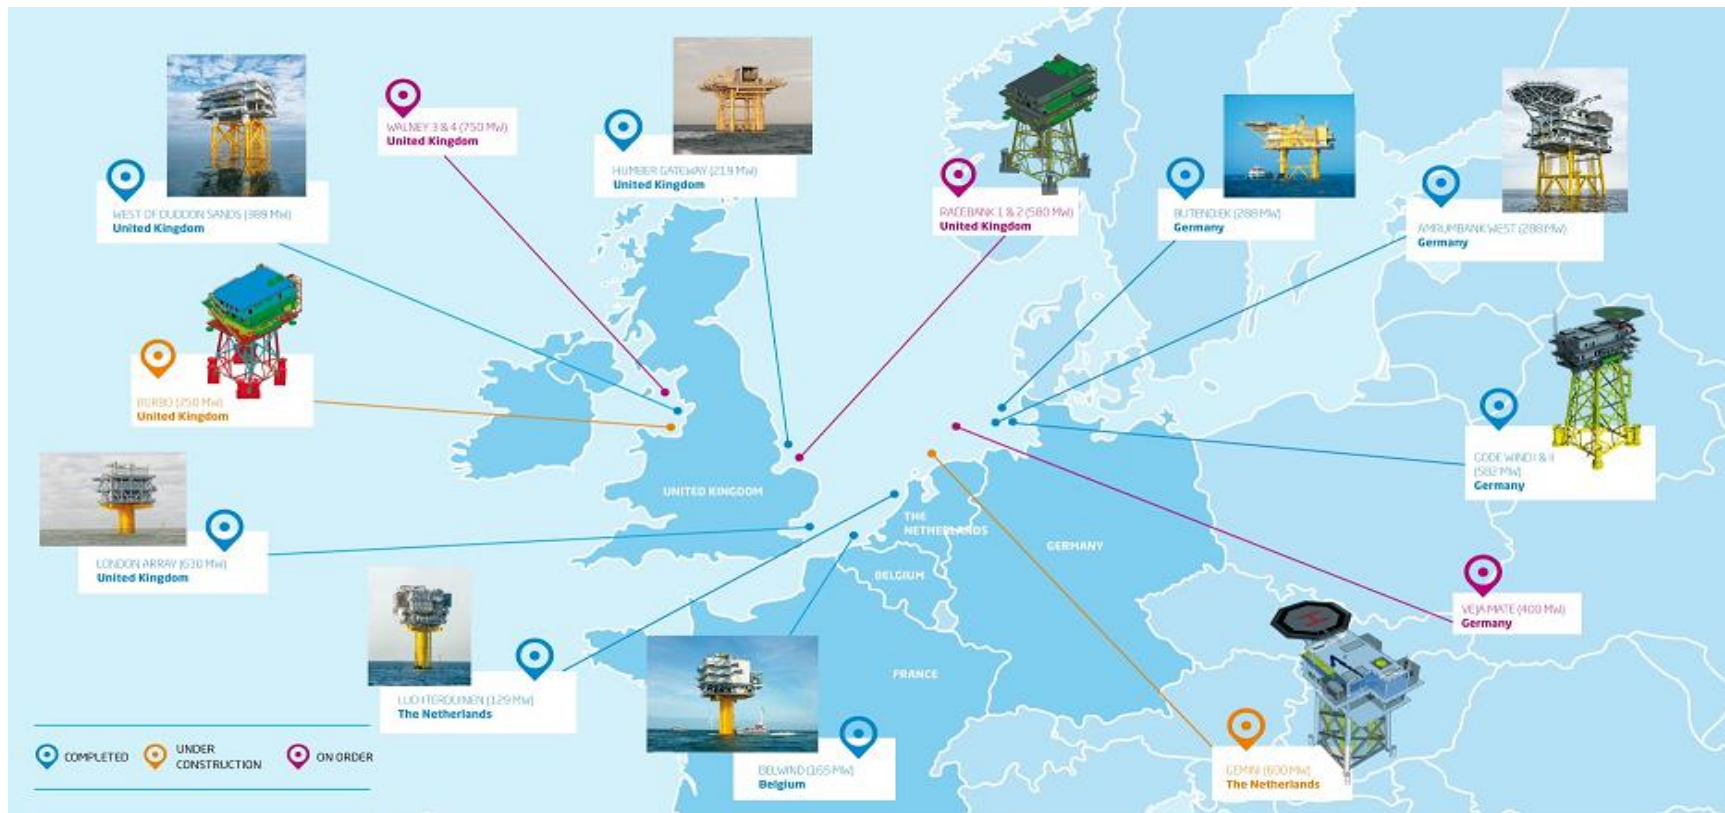 WALNEY 3 & 4 (750 MW)
United Kingdom
HUMBER GATEWAY (219 MW)
United Kingdom
RACEBANK 1 & 2 (580 MW)
United Kingdom
BUTENDIEK (288 MW)
Germany
AMRUMBANK WEST (288 MW)
Germany
WEST OF DUDDON SANDS (389 MW)
United Kingdom
BURBO (250 MW)
United Kingdom
GODE WIND I & II
(582 MW)
Germany
LONDON ARRAY (630 MW)
United Kingdom
UNITED KINGDOM
THE
NETHERLANDS
GERMANY
BELGIUM
FRANCE
VEJA MATE (400 MW)
Germany
LUCHTERDUINEN (129 MW)
The Netherlands
BELWIND (165 MW)
Belgium
GEMINI (600 MW)
The Netherlands
H
COMPLETED
UNDER
CONSTRUCTION
ON ORDER